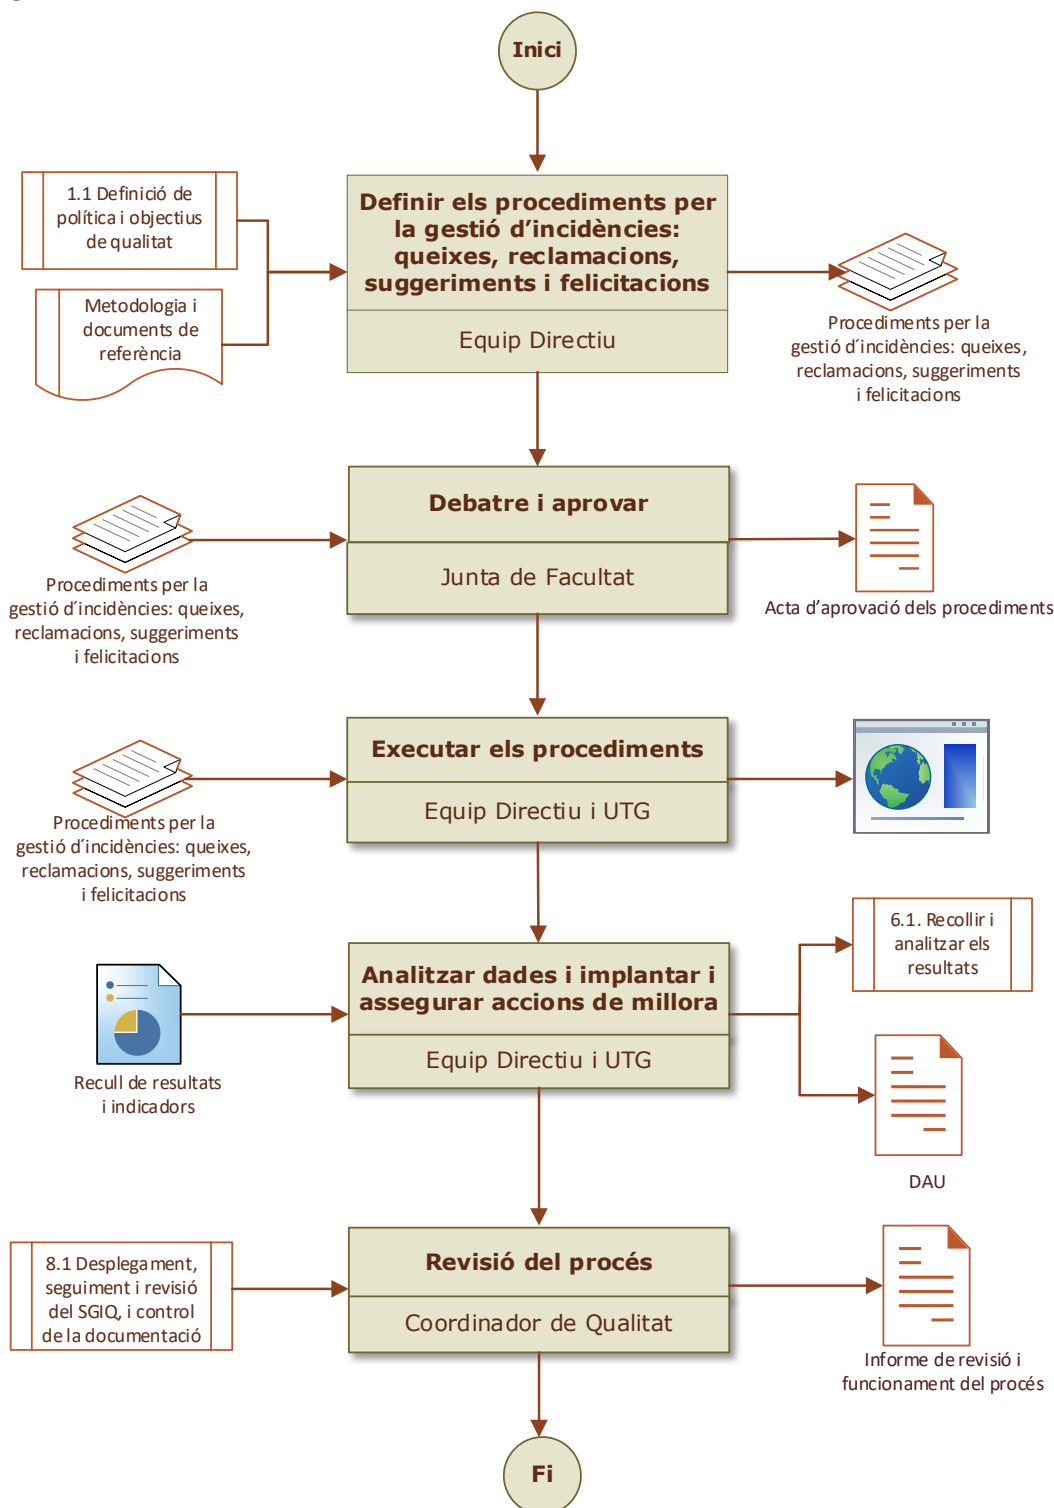 Inici
1.1 Definició de
política i objectius
de qualitat
Metodologia i
documents de
referència
Definir els procediments per
la gestió d’incidències:
queixes, reclamacions,
suggeriments i felicitacions
Equip Directiu
Procediments per la
gestió d´incidències: queixes,
reclamacions, suggeriments
i felicitacions
Procediments per la
gestió d´incidències: queixes,
reclamacions, suggeriments
i felicitacions
Debatre i aprovar
Junta de Facultat
Acta d’aprovació dels procediments
Procediments per la
gestió d´incidències: queixes,
reclamacions, suggeriments
i felicitacions
Executar els procediments
Equip Directiu i UTG
Recull de resultats
i indicadors
Analitzar dades i implantar i
assegurar accions de millora
Equip Directiu i UTG
6.1. Recollir i
analitzar els
resultats
DAU
8.1 Desplegament,
seguiment i revisió
del SGIQ, i control
de la documentació
Revisió del procés
Coordinador de Qualitat
Informe de revisió i
funcionament del procés
Fi